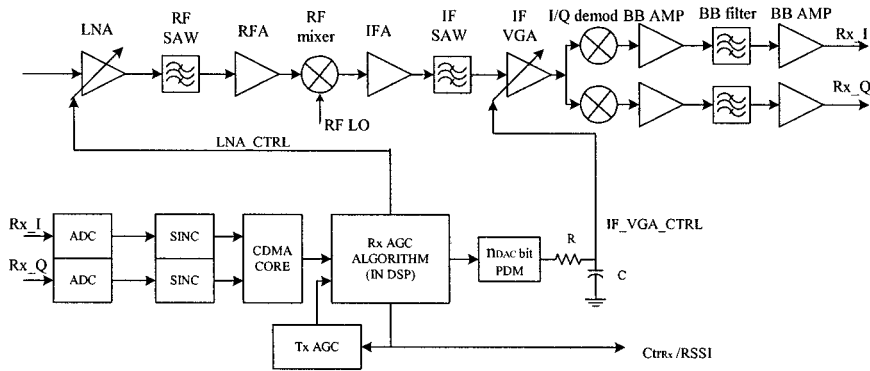 LNA
RF
SAW
RFA
RF
mixer
IFA
IF
SAW
IF
VGA
I/Q demod
BB AMP
BB filter
BB AMP
Rx_I
Rx_Q
RF LO
LNA_CTRL
IF_VGA_CTRL
Rx_I
Rx_Q
ADC
ADC
SINC
SINC
CDMA
CORE
Rx AGC
ALGORITHM
(IN DSP)
nDAC bit
PDM
R
C
Tx AGC
CtrRx /RSSI